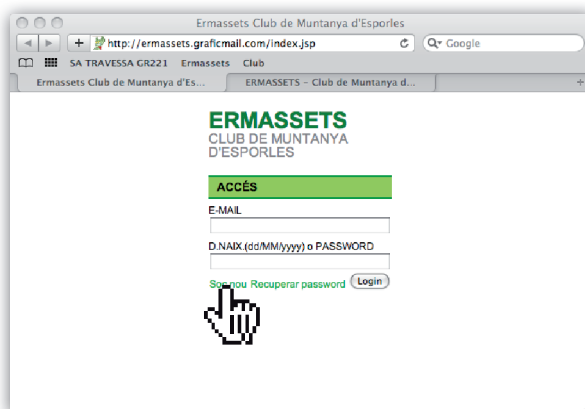 Ermassets Club de Muntanya d'Esporles
http://ermassets.graficmail.com/index.jsp
Google
SA TRAVESSA GR221 Ermassets Club
Ermassets Club de Muntanya d'Es... ERMASSETS – Club de Muntanya d...
ERMASSETS
CLUB DE MUNTANYA
D'ESPORLES
ACCÉS
E-MAIL
D.NAIX.(dd/MM/yyyy) o PASSWORD
Soc nou Recuperar password Login